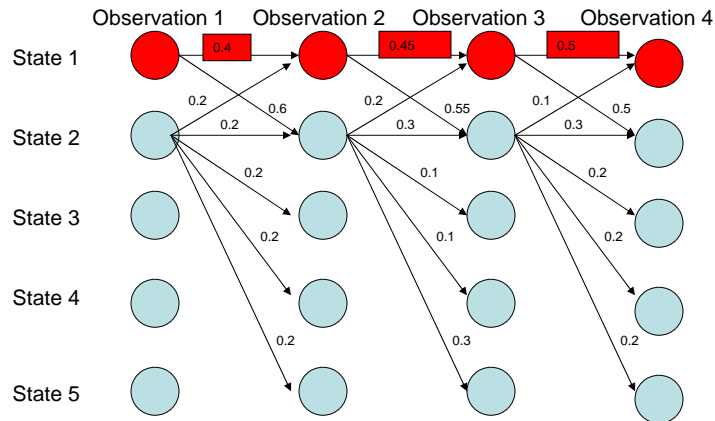 Observation 1 Observation 2 Observation 3 Observation 4
State 1
0.4 0.45 0.5
0.2 0.6 0.2 0.55 0.1 0.5
State 2
0.2 0.3 0.3
0.2 0.1 0.2
State 3
0.2 0.1 0.2
State 4
0.2 0.3 0.2
State 5